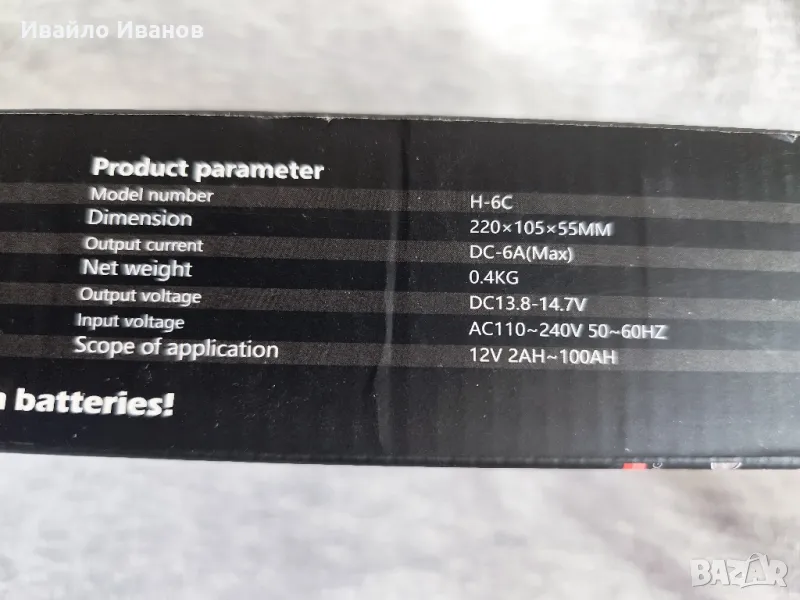 Ивайло Иванов
Product parameter
Model number H-6C
Dimension 220×105×55MM
Output current DC-6A(Max)
Net weight 0.4KG
Output voltage DC13.8-14.7V
Input voltage AC110~240V 50~60HZ
Scope of application 12V 2AH~100AH
batteries!
BAZAR